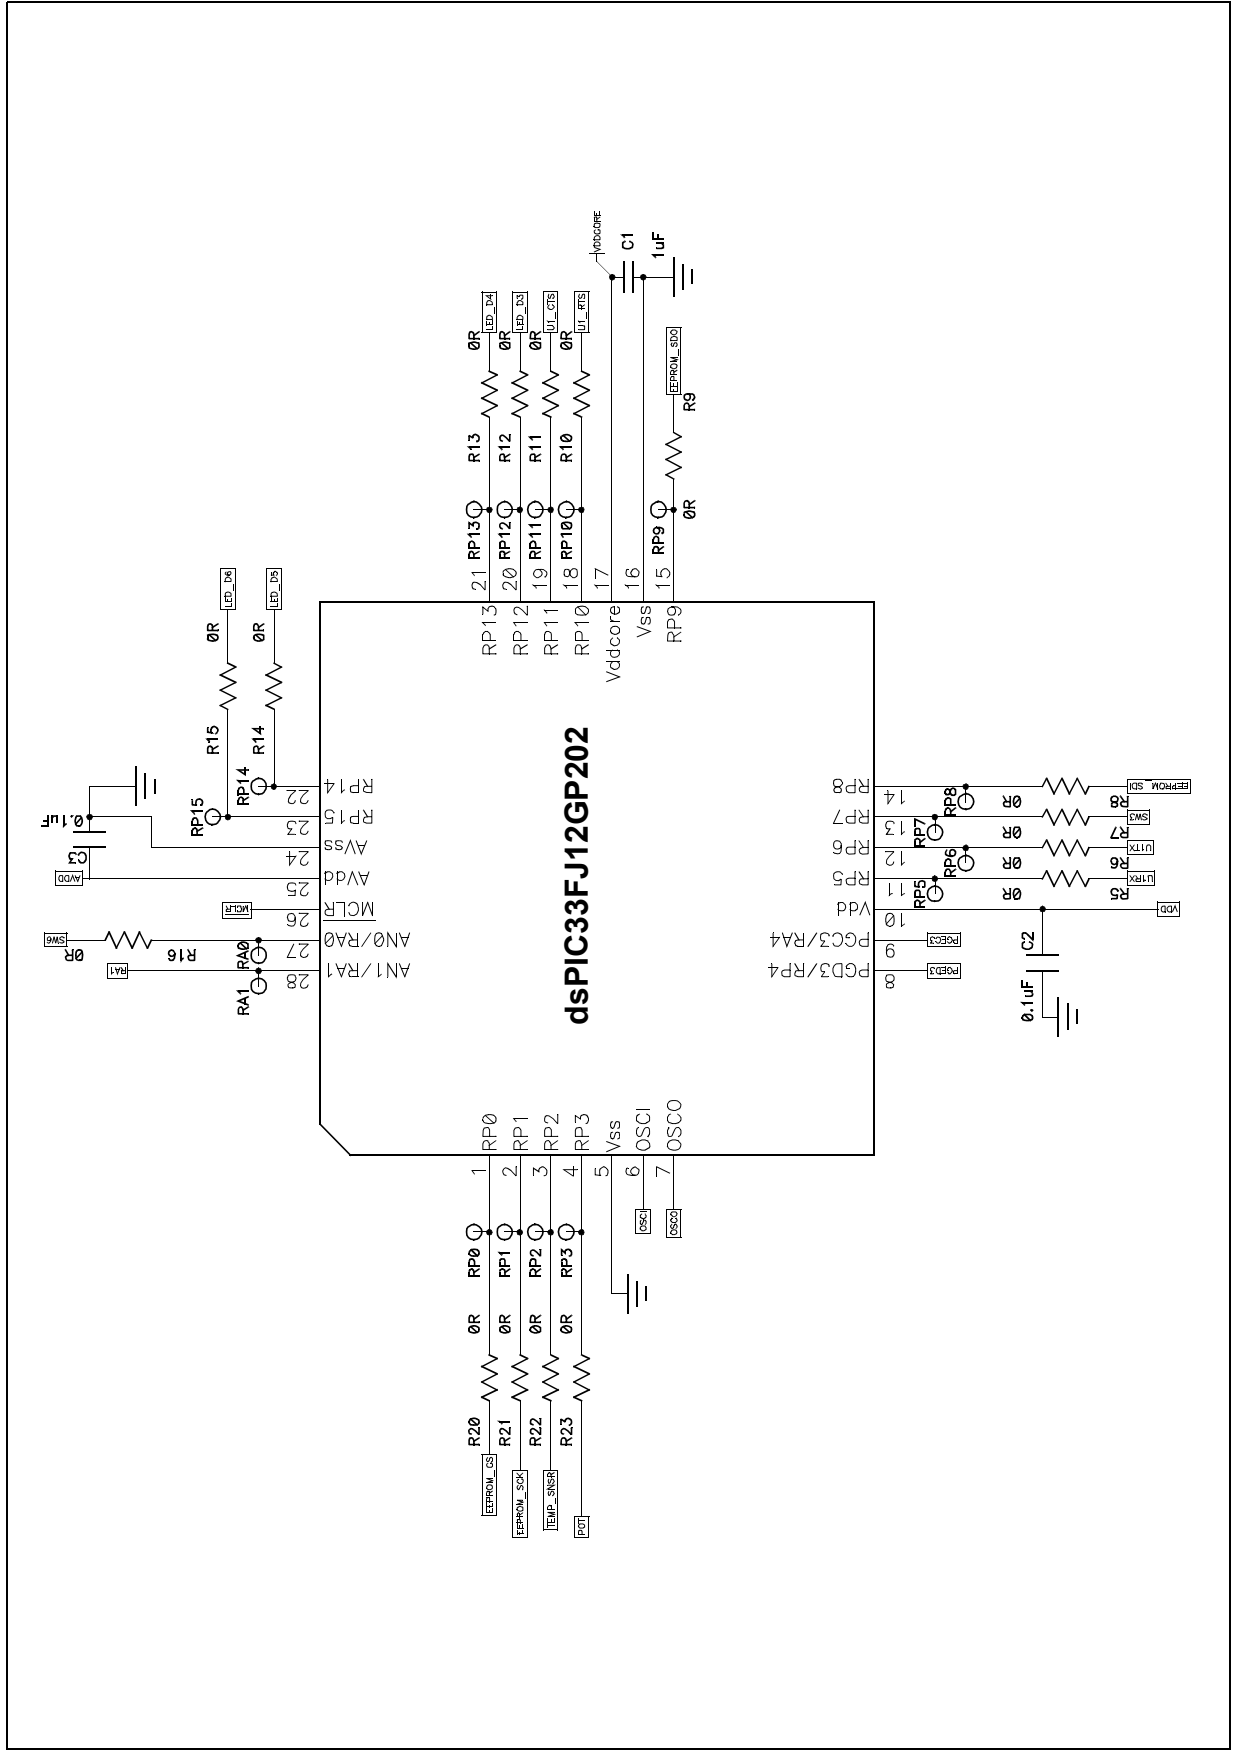 dsPIC33FJ12GP202
VDDCORE
C1
1uF
LED_D4
LED_D3
U1_CTS
U1_RTS
0R
0R
0R
0R
R13
R12
R11
R10
RP13
RP12
RP11
RP10
21
20
19
18
17
16
15
RP13
RP12
RP11
RP10
Vddcore
Vss
RP9
EEPROM_SDO
R9
0R
RP9
LED_D6
LED_D5
0R
0R
R15
R14
RP15
RP14
0.1uF
C3
AVDD
MCLR
SW6
0R
R16
RA0
RA1
RA1
22
23
24
25
26
27
28
RP14
RP15
AVss
AVdd
MCLR
AN0/RA0
AN1/RA1
RP8
RP7
RP6
RP5
Vdd
PGC3/RA4
PGD3/RP4
14
13
12
11
10
9
8
RP8
RP7
RP6
RP5
0R
0R
0R
0R
R8
R7
R6
R5
EEPROM_SDI
SW3
U1TX
U1RX
VDD
PGEC3
PGED3
C2
0.1uF
RP0
RP1
RP2
RP3
Vss
OSCI
OSCO
1
2
3
4
5
6
7
RP0
RP1
RP2
RP3
OSCI
OSCO
0R
0R
0R
0R
R20
R21
R22
R23
EEPROM_CS
EEPROM_SCK
TEMP_SNSR
POT